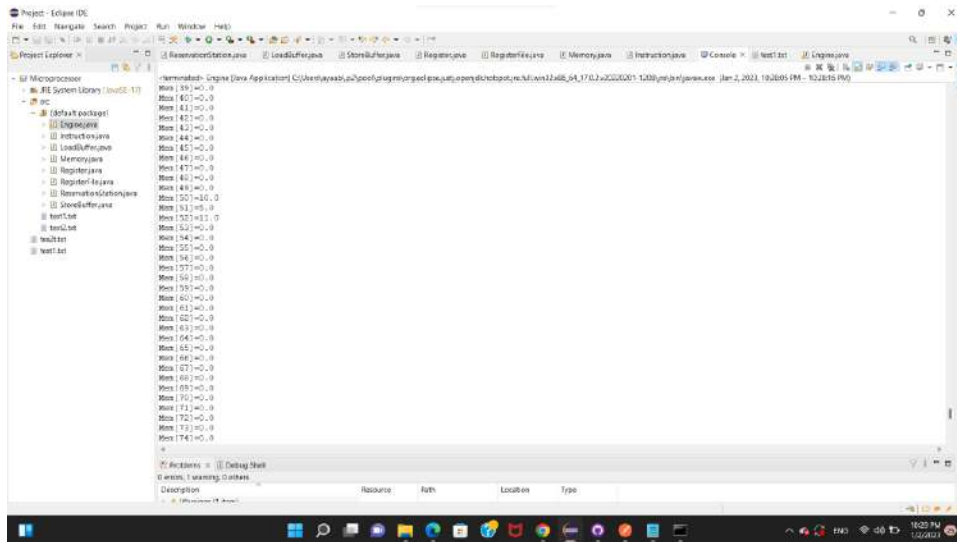 Project - Eclipse IDE
File Edit Navigate Search Project Run Window Help
Project Explorer
ReservationStation.java LoadBuffer.java StoreBuffer.java Register.java RegisterFile.java Memory.java Instruction.java Console test1.txt Engine.java
<terminated> Engine [Java Application]
Microprocessor
JRE System Library [JavaSE-17]
src
(default package)
Engine.java
Instruction.java
LoadBuffer.java
Memory.java
Register.java
RegisterFile.java
ReservationStation.java
StoreBuffer.java
test1.txt
test2.txt
test2.txt
test1.txt
Mem[39]=0.0
Mem[40]=0.0
Mem[41]=0.0
Mem[42]=0.0
Mem[43]=0.0
Mem[44]=0.0
Mem[45]=0.0
Mem[46]=0.0
Mem[47]=0.0
Mem[48]=0.0
Mem[49]=0.0
Mem[50]=10.0
Mem[51]=5.0
Mem[52]=11.0
Mem[53]=0.0
Mem[54]=0.0
Mem[55]=0.0
Mem[56]=0.0
Mem[57]=0.0
Mem[58]=0.0
Mem[59]=0.0
Mem[60]=0.0
Mem[61]=0.0
Mem[62]=0.0
Mem[63]=0.0
Mem[64]=0.0
Mem[65]=0.0
Mem[66]=0.0
Mem[67]=0.0
Mem[68]=0.0
Mem[69]=0.0
Mem[70]=0.0
Mem[71]=0.0
Mem[72]=0.0
Mem[73]=0.0
Mem[74]=0.0
Problems Debug Shell
0 errors, 1 warning, 0 others
Description Resource Path Location Type
Warnings (1 item)
ENG
1/2/2023